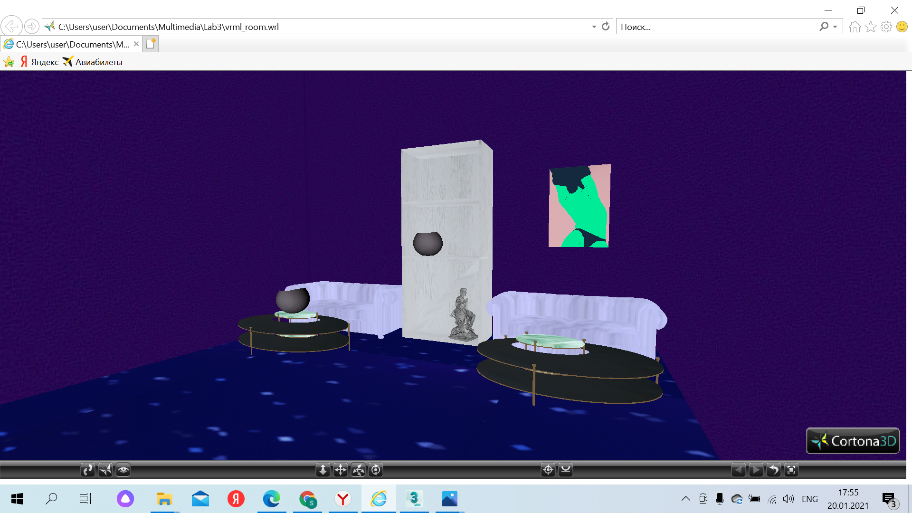 C:\Users\user\Documents\Multimedia\Lab3\vrml_room.wrl
Поиск...
C:\Users\user\Documents\M...
Яндекс
Авиабилеты
Cortona3D
ENG
17:55
20.01.2021
3